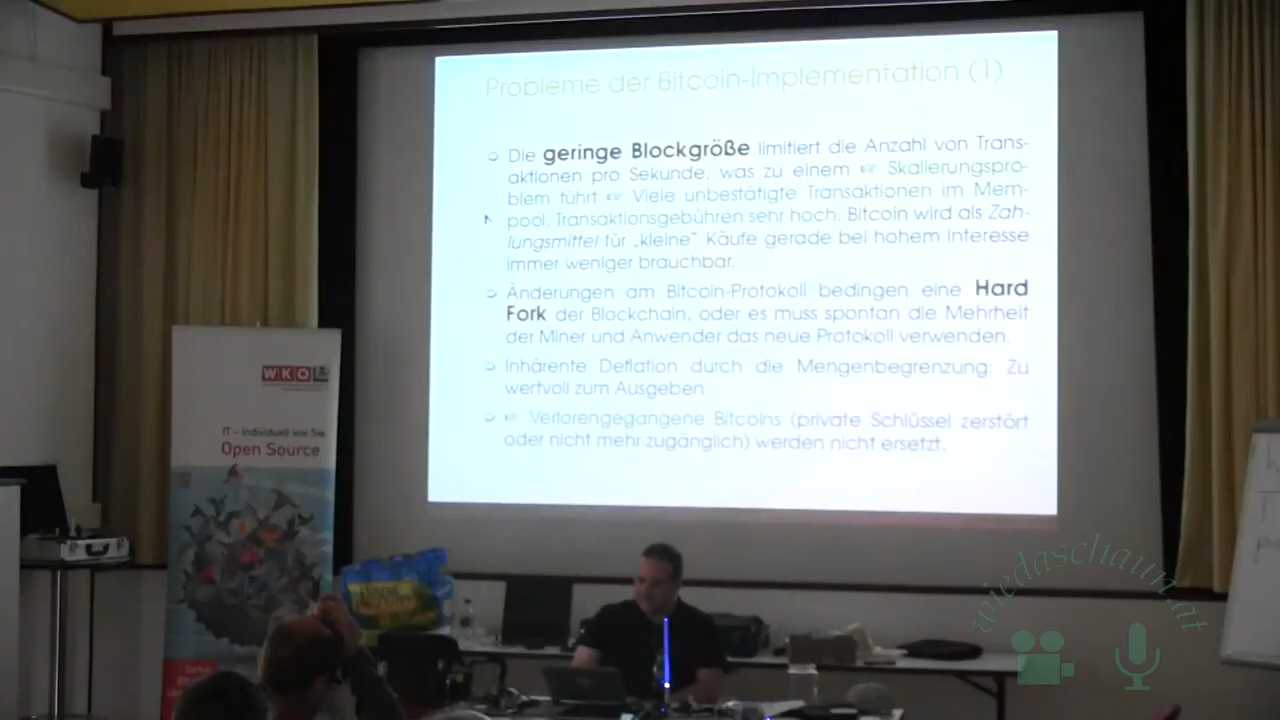 Probleme der Bitcoin-Implementation (1)
Die geringe Blockgröße limitiert die Anzahl von Trans-
aktionen pro Sekunde, was zu einem ☞ Skalierungspro-
blem führt ☞ Viele unbestätigte Transaktionen im Mem-
pool, Transaktionsgebühren sehr hoch. Bitcoin wird als Zah-
lungsmittel für „kleine“ Käufe gerade bei hohem Interesse
immer weniger brauchbar.
Änderungen am Bitcoin-Protokoll bedingen eine Hard
Fork der Blockchain, oder es muss spontan die Mehrheit
der Miner und Anwender das neue Protokoll verwenden.
Inhärente Deflation durch die Mengenbegrenzung: Zu
wertvoll zum Ausgeben
☞ Verlorengegangene Bitcoins (private Schlüssel zerstört
oder nicht mehr zugänglich) werden nicht ersetzt.
WKO
IT – individuell wie Sie
Open Source
wiedaschaun.at